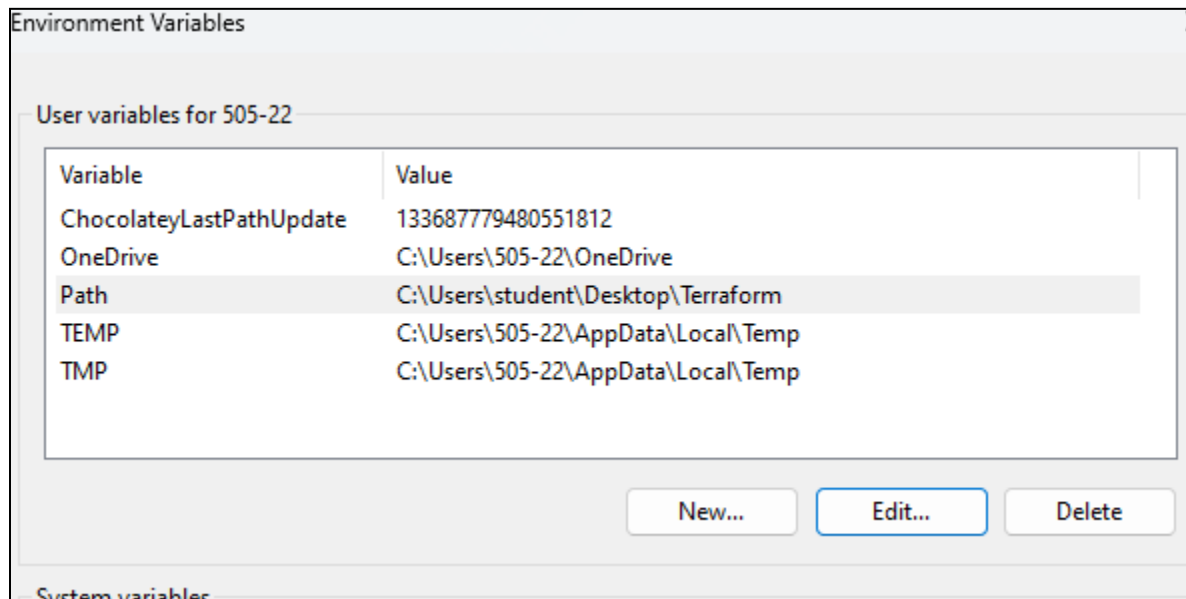 Environment Variables
User variables for 505-22
Variable Value
ChocolateyLastPathUpdate 133687779480551812
OneDrive C:\Users\505-22\OneDrive
Path C:\Users\student\Desktop\Terraform
TEMP C:\Users\505-22\AppData\Local\Temp
TMP C:\Users\505-22\AppData\Local\Temp
New... Edit... Delete
System variables